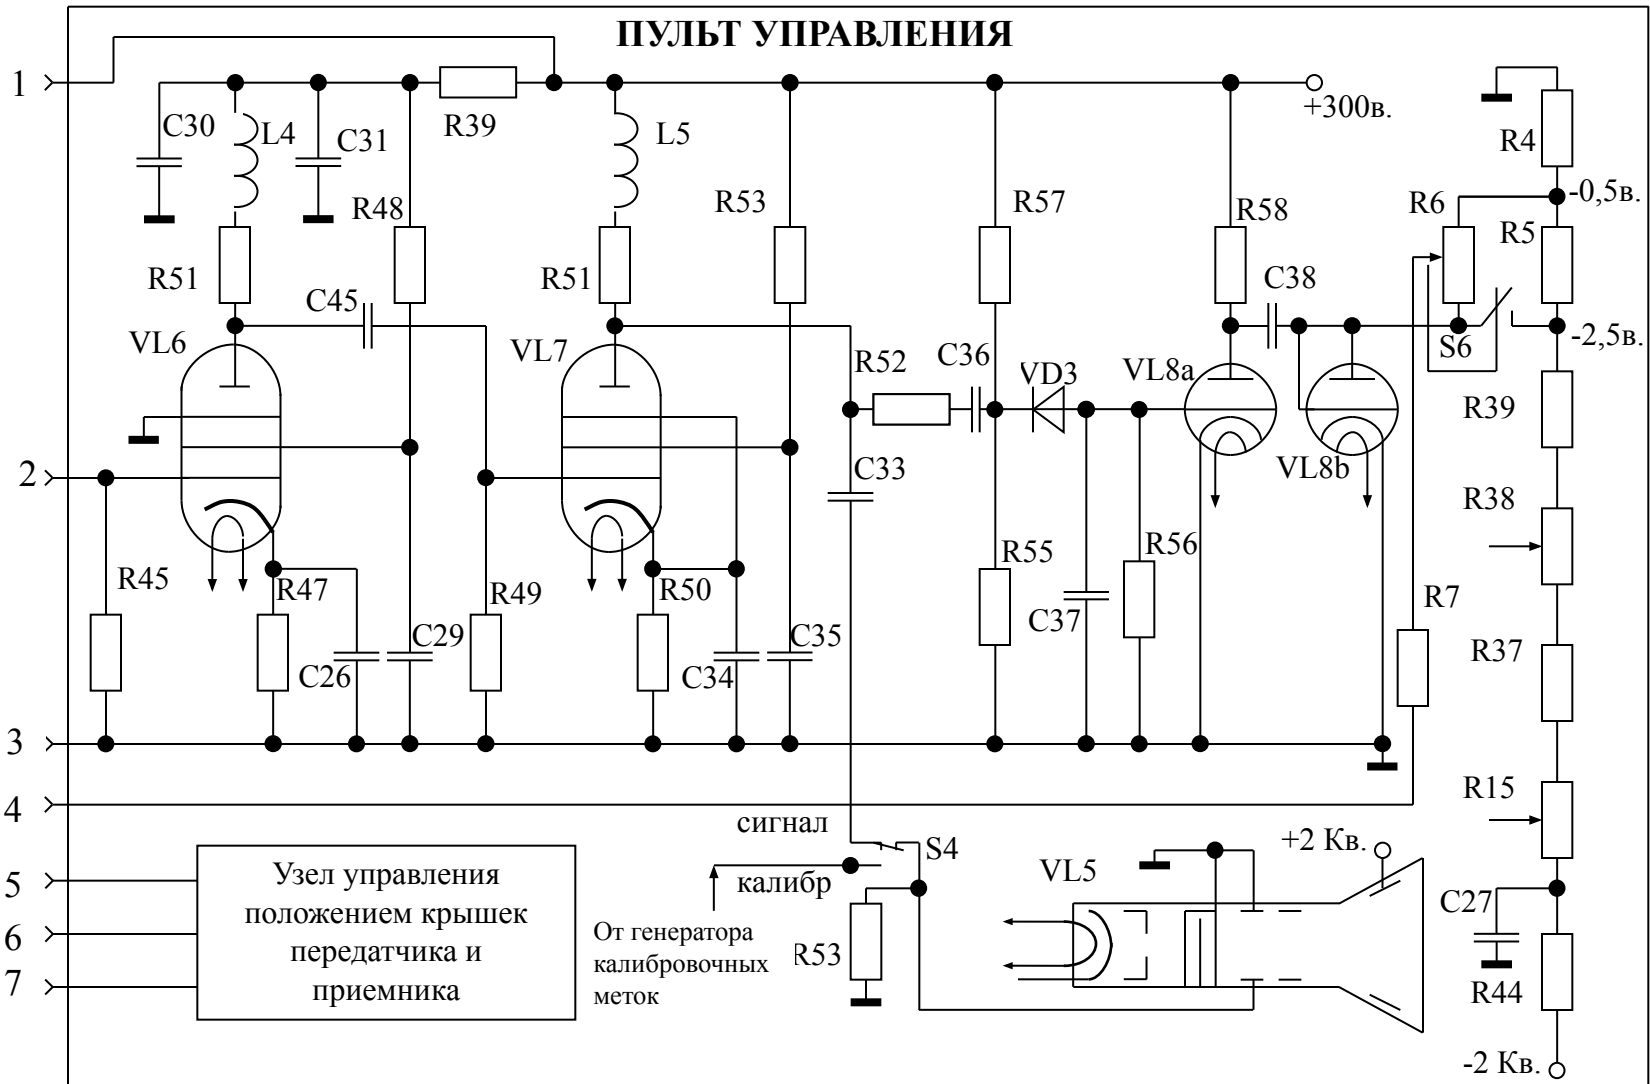 ПУЛЬТ УПРАВЛЕНИЯ
1
C30
L4
C31
R39
L5
+300в.
R4
R48
R53
R57
R58
R6
-0,5в.
R5
R51
C45
R51
C38
VL6
VL7
R52
C36
VD3
VL8a
S6
-2,5в.
R39
2
C33
VL8b
R38
R45
R47
R49
R50
R55
R56
R7
C26
C29
C34
C35
C37
R37
3
4
R15
сигнал
S4
калибр
VL5
+2 Кв.
C27
5
6
7
Узел управления
положением крышек
передатчика и
приемника
От генератора
калибровочных
меток
R53
R44
-2 Кв.